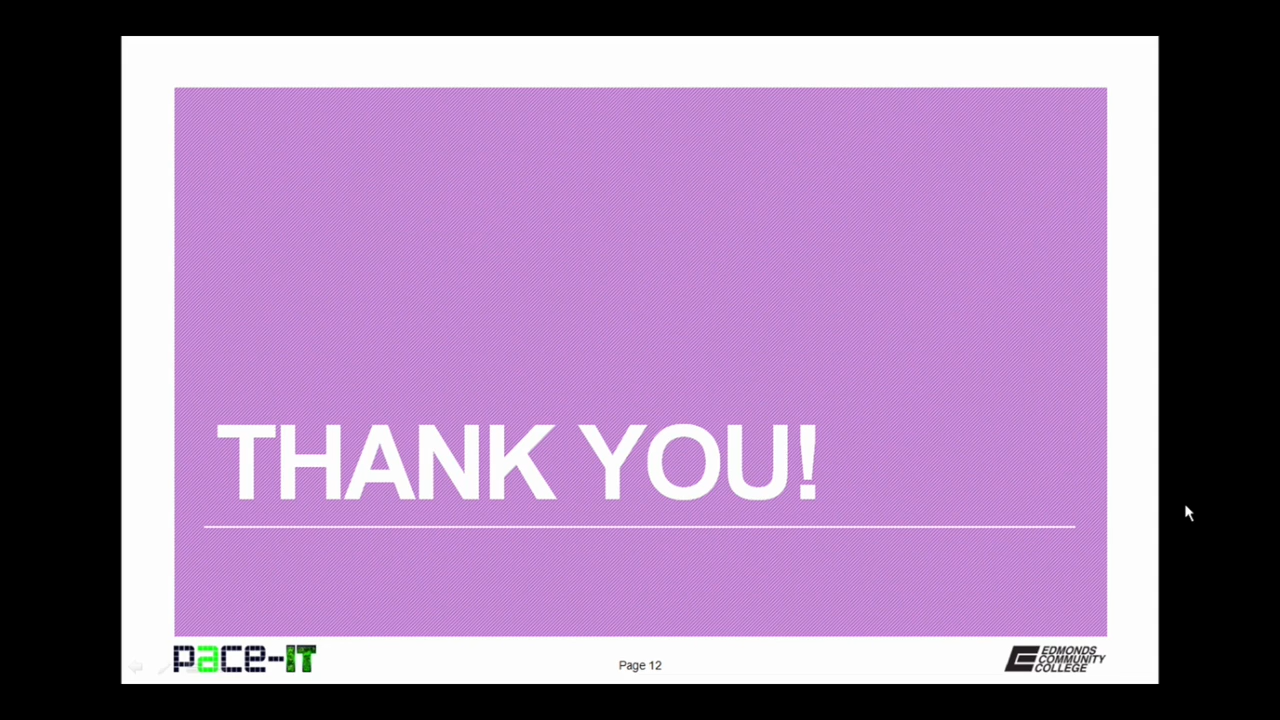 THANK YOU!
pace-IT
Page 12
EDMONDS
COMMUNITY
COLLEGE